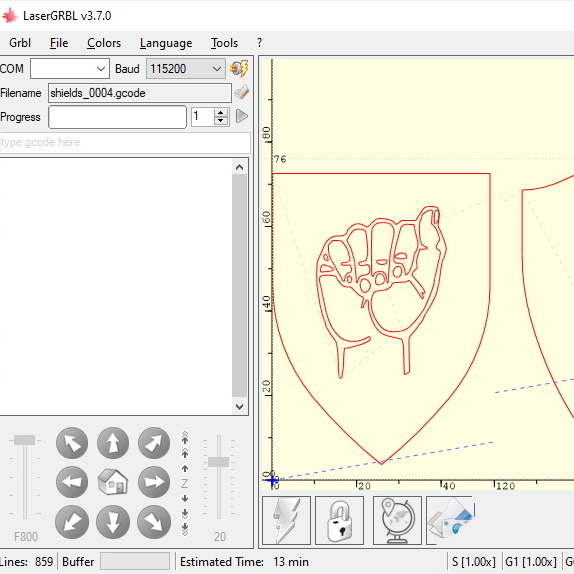 LaserGRBL v3.7.0
Grbl File Colors Language Tools ?
COM Baud 115200
Filename shields_0004.gcode
Progress 1
type gcode here
80
76
60
40
20
0
0 20 40 120
Z
F800 20
Lines: 859 Buffer Estimated Time: 13 min S [1.00x] G1 [1.00x]